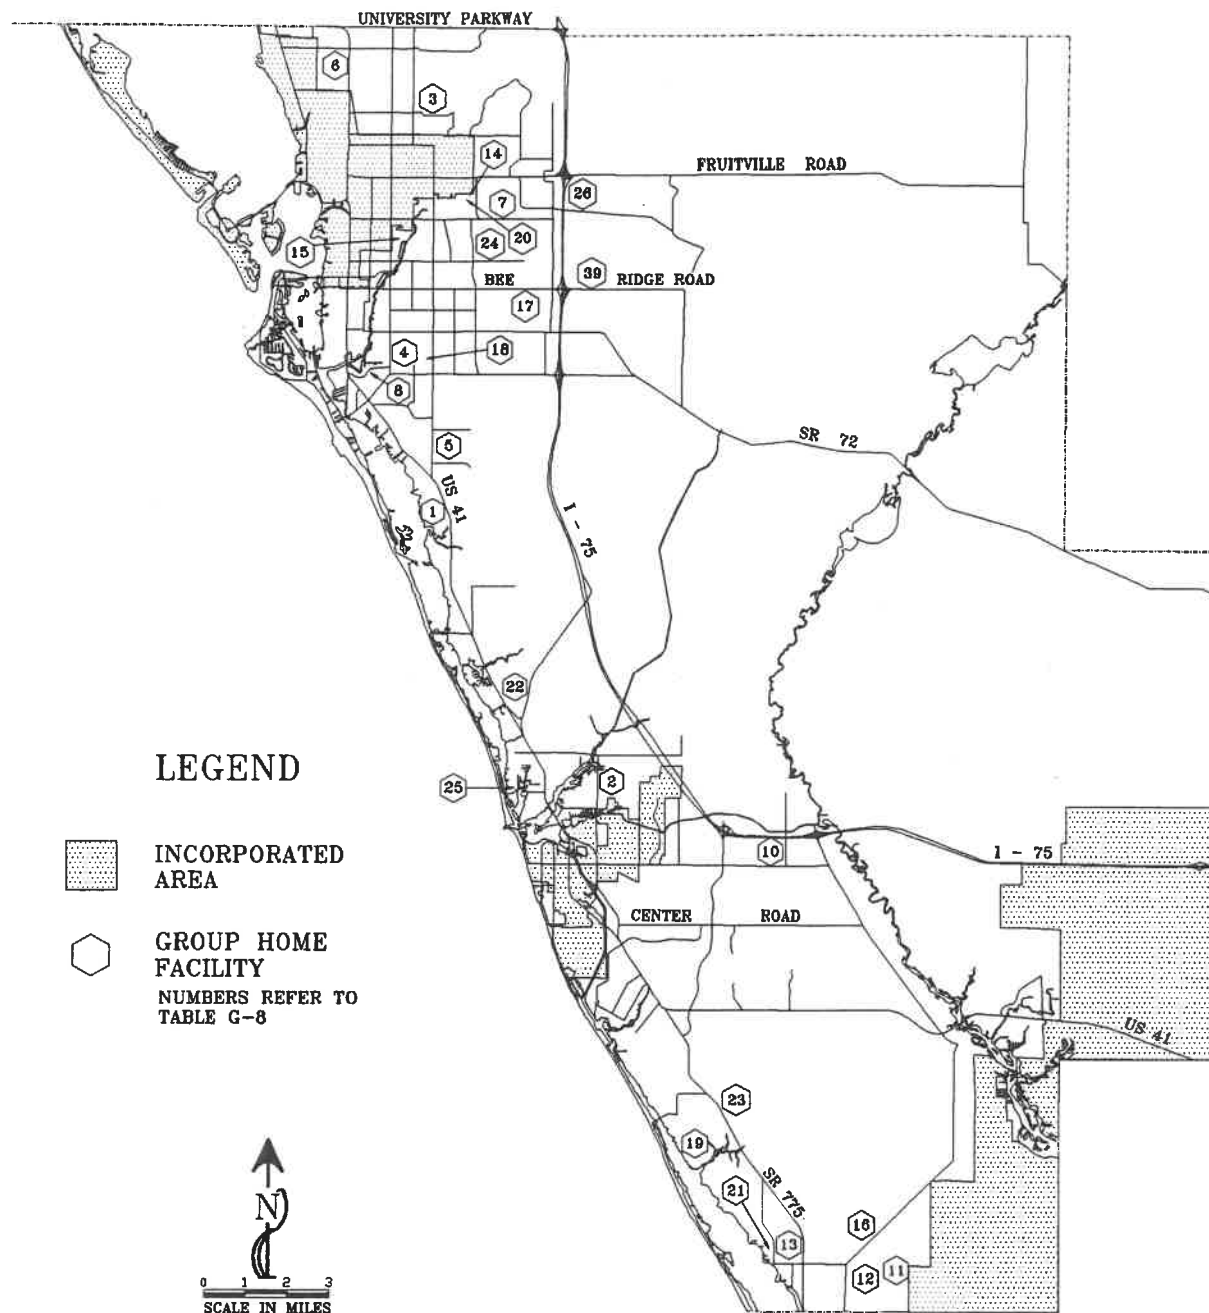 UNIVERSITY PARKWAY
6
3
14
FRUITVILLE ROAD
26
7
20
15
24
39
BEE RIDGE ROAD
17
4
18
8
SR 72
5
US 41
1
I - 75
22
LEGEND
2
25
INCORPORATED
AREA
10
I - 75
CENTER ROAD
GROUP HOME
FACILITY
NUMBERS REFER TO
TABLE G-8
US 41
23
19
SR 775
21
16
13
11
12
N
0 1 2 3
SCALE IN MILES